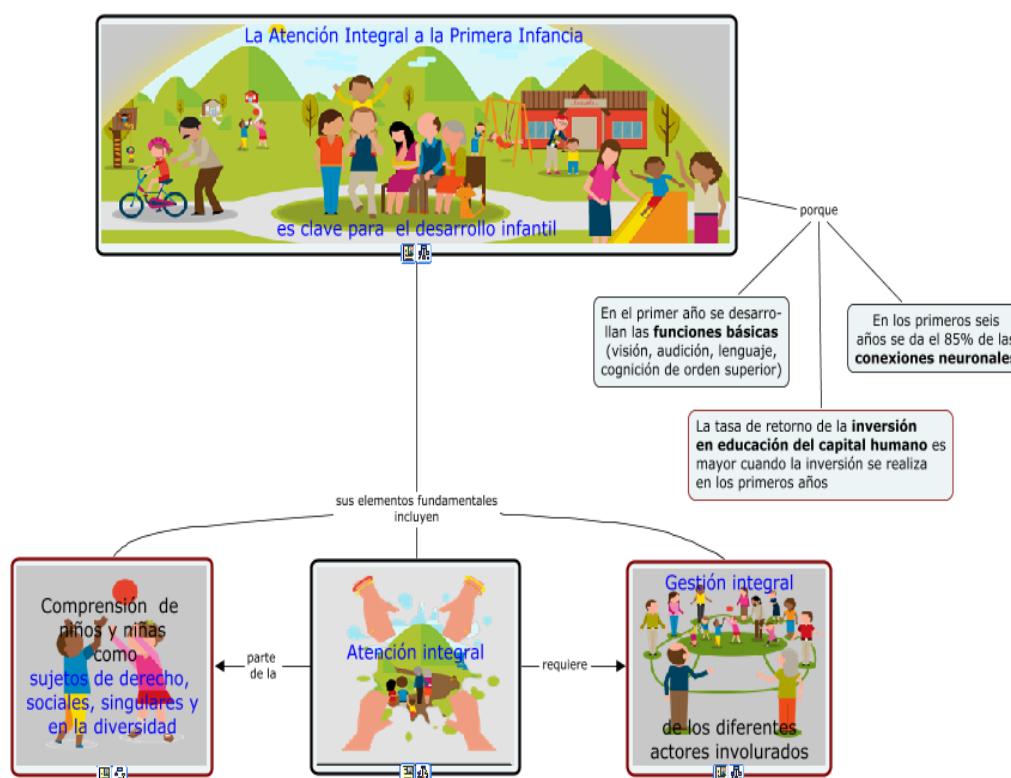 La Atención Integral a la Primera Infancia
es clave para el desarrollo infantil
porque
En el primer año se desarro-
llan las funciones básicas
(visión, audición, lenguaje,
cognición de orden superior)
En los primeros seis
años se da el 85% de las
conexiones neuronales
La tasa de retorno de la inversión
en educación del capital humano es
mayor cuando la inversión se realiza
en los primeros años
sus elementos fundamentales
incluyen
Comprensión de
niños y niñas
como
sujetos de derecho,
sociales, singulares y
en la diversidad
parte
de la
Atención integral
requiere
Gestión integral
de los diferentes
actores involurados